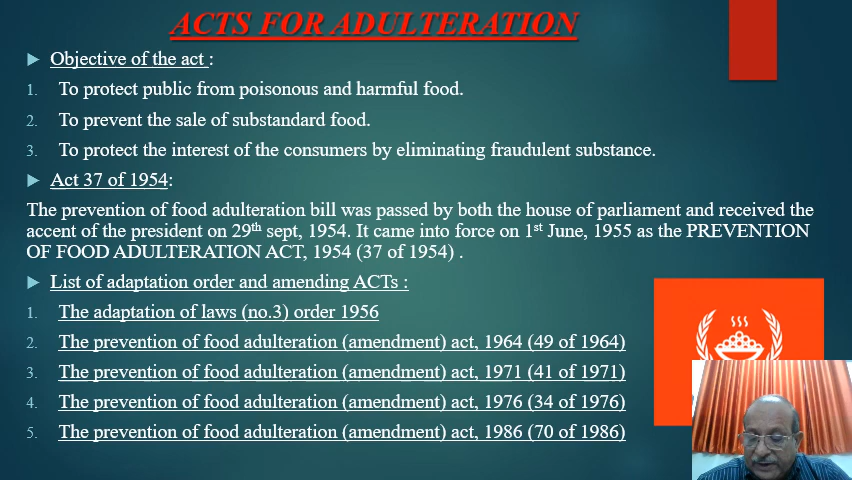 ACTS FOR ADULTERATION
Objective of the act :
1. To protect public from poisonous and harmful food.
2. To prevent the sale of substandard food.
3. To protect the interest of the consumers by eliminating fraudulent substance.
Act 37 of 1954:
The prevention of food adulteration bill was passed by both the house of parliament and received the
accent of the president on 29th sept, 1954. It came into force on 1st June, 1955 as the PREVENTION
OF FOOD ADULTERATION ACT, 1954 (37 of 1954) .
List of adaptation order and amending ACTs :
1. The adaptation of laws (no.3) order 1956
2. The prevention of food adulteration (amendment) act, 1964 (49 of 1964)
3. The prevention of food adulteration (amendment) act, 1971 (41 of 1971)
4. The prevention of food adulteration (amendment) act, 1976 (34 of 1976)
5. The prevention of food adulteration (amendment) act, 1986 (70 of 1986)